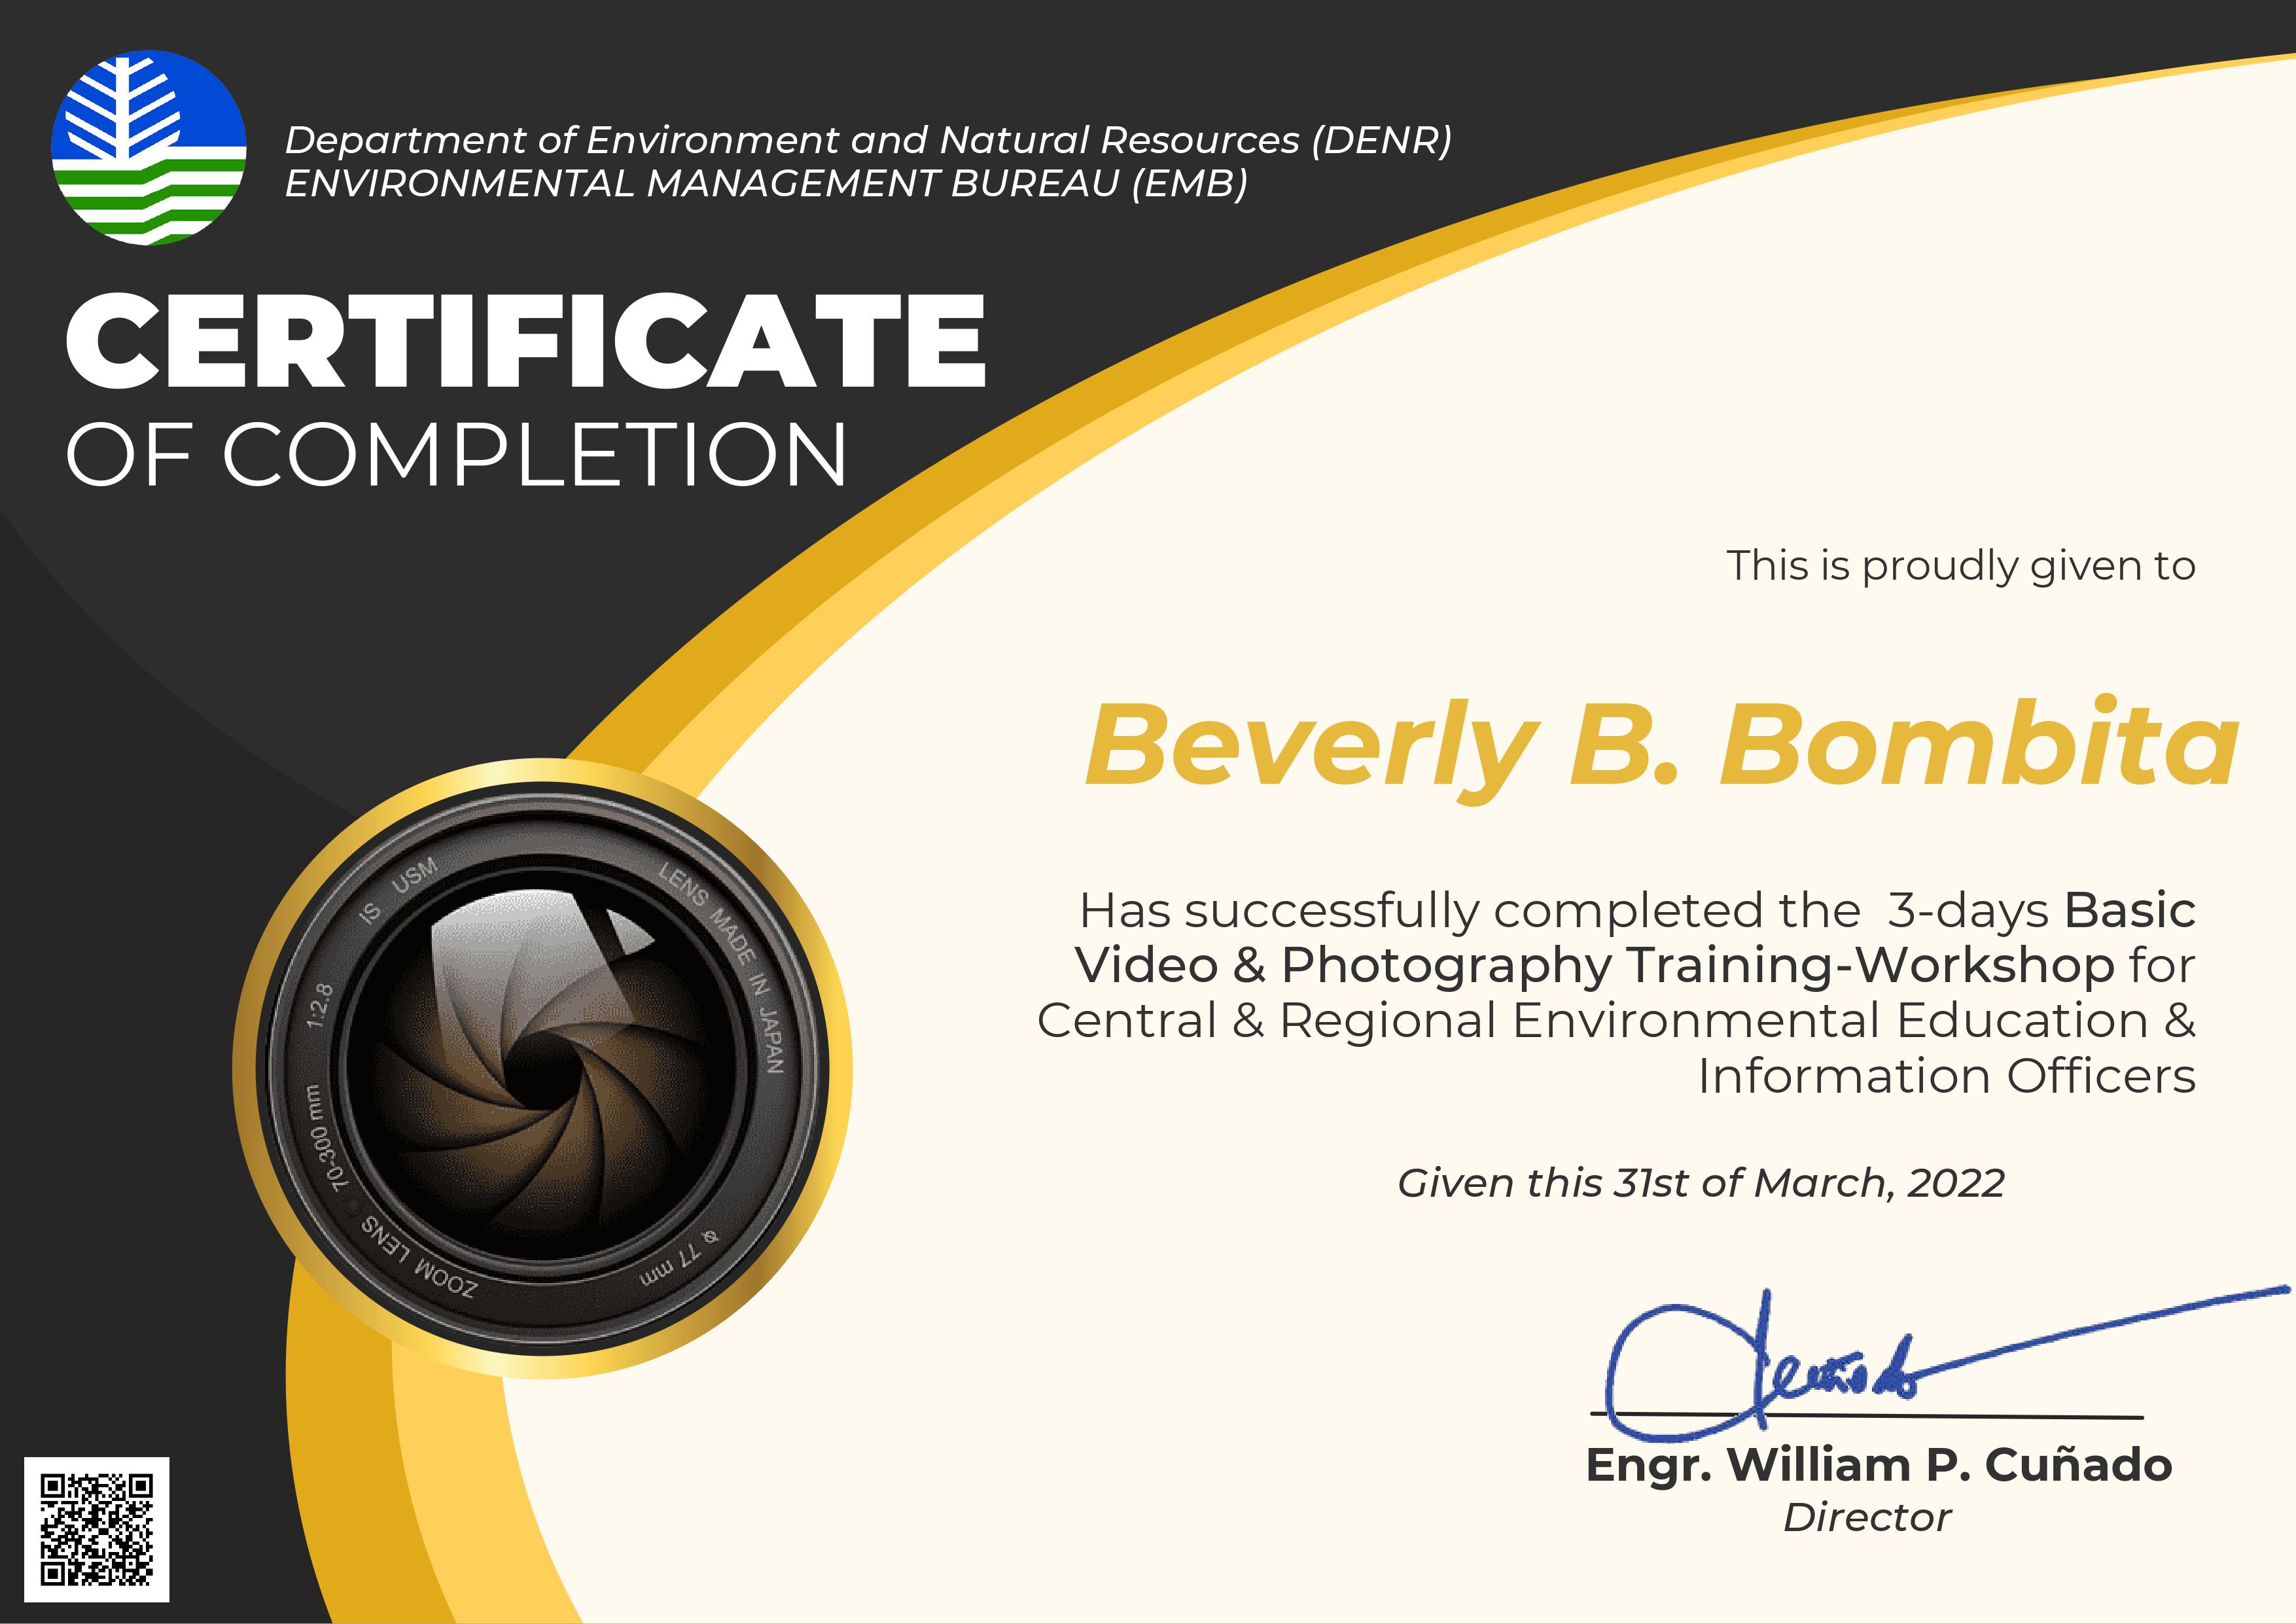 Department of Environment and Natural Resources (DENR)
ENVIRONMENTAL MANAGEMENT BUREAU (EMB)
CERTIFICATE
OF COMPLETION
This is proudly given to
Beverly B. Bombita
Has successfully completed the 3-days Basic
Video & Photography Training-Workshop for
Central & Regional Environmental Education &
Information Officers
Given this 31st of March, 2022
Engr. William P. Cuñado
Director
IS USM
LENS MADE IN JAPAN
1:2.8
70-300 mm
ZOOM LENS
ϕ 77 mm